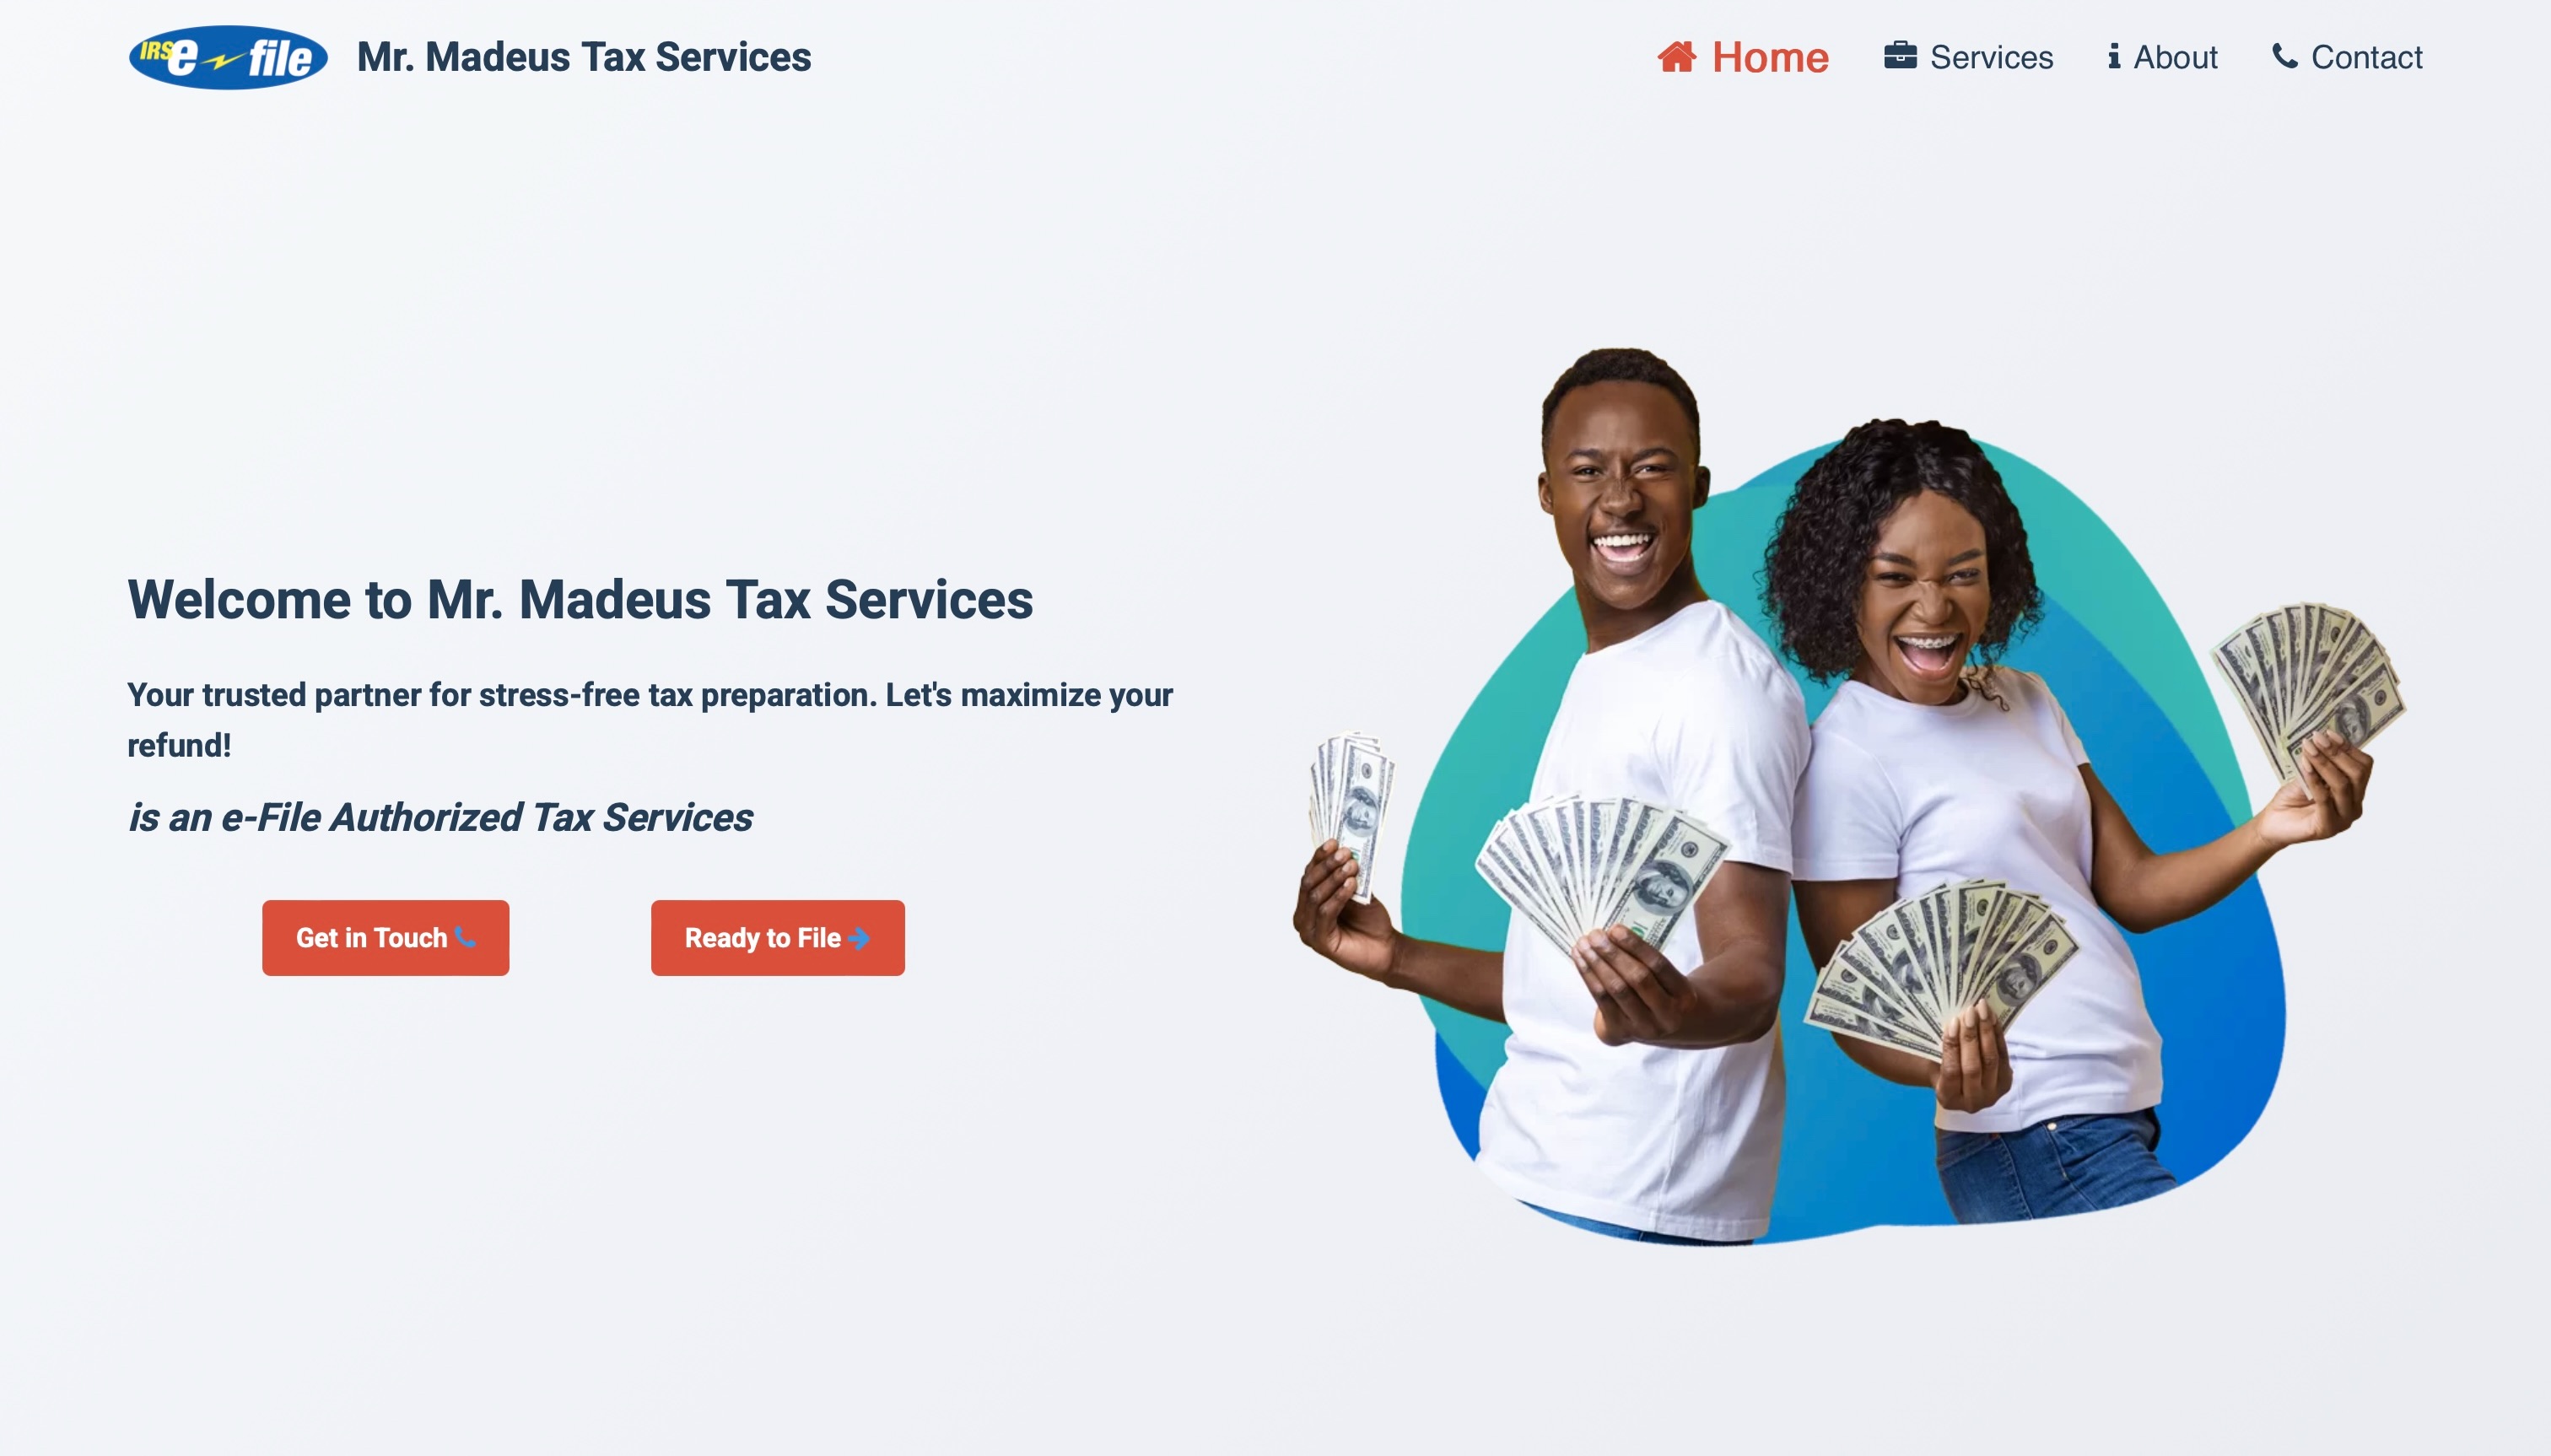 IRS e file
Mr. Madeus Tax Services
Home
Services
About
Contact
Welcome to Mr. Madeus Tax Services
Your trusted partner for stress-free tax preparation. Let's maximize your
refund!
is an e-File Authorized Tax Services
Get in Touch
Ready to File